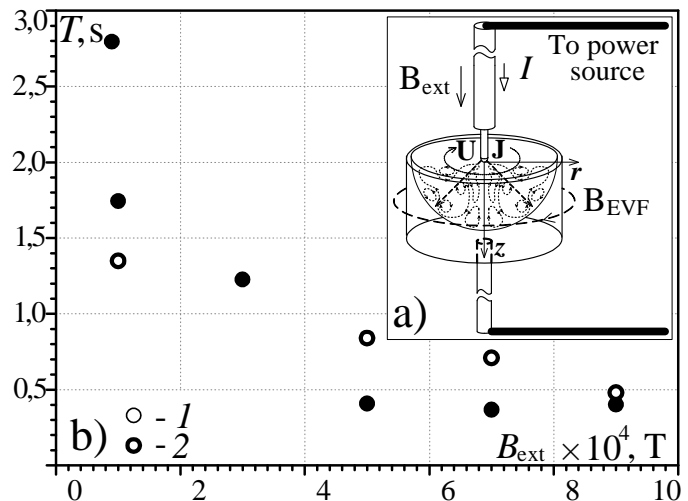 3,0
T, s
2,5
2,0
1,5
1,0
0,5
To power
source
B_ext
I
U J
r
B_EVF
z
a)
- 1
b)
- 2
B_ext × 10^4, T
0 2 4 6 8 10